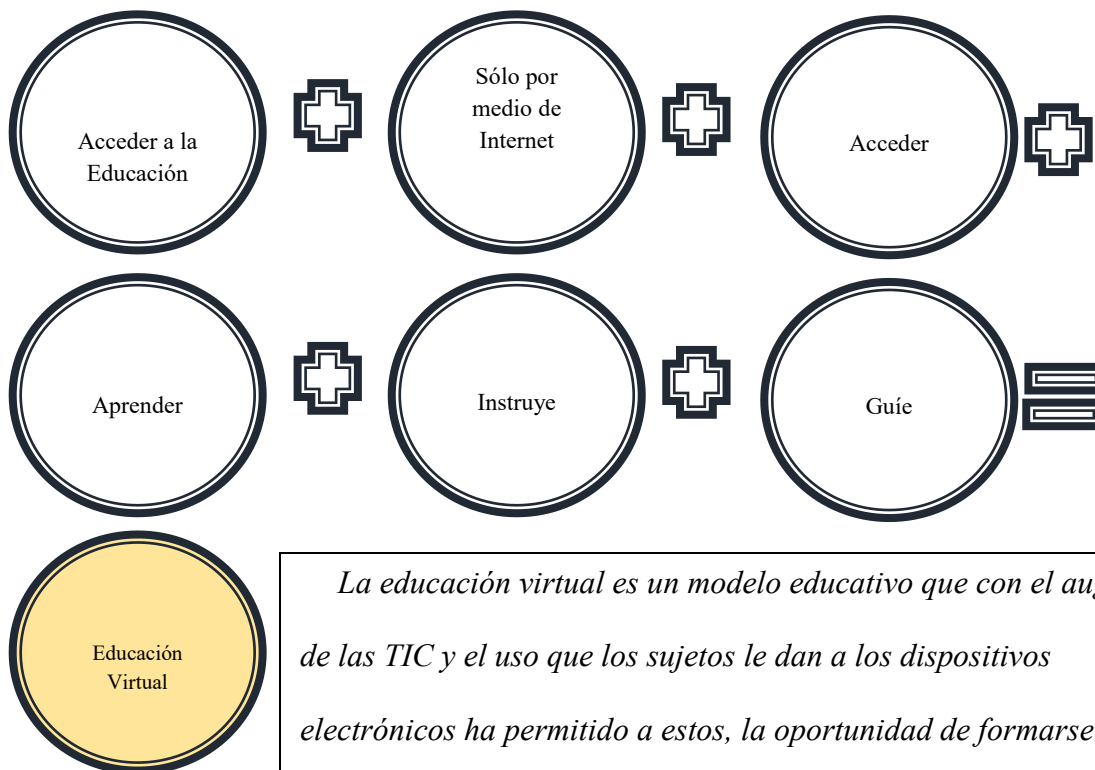 Acceder a la
Educación
Sólo por
medio de
Internet
Acceder
Aprender
Instruye
Guíe
Educación
Virtual
La educación virtual es un modelo educativo que con el
de las TIC y el uso que los sujetos le dan a los dispositivos
electrónicos ha permitido a estos, la oportunidad de formarse